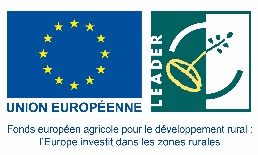 UNION EUROPÉENNE
LEADER
Fonds européen agricole pour le développement rural :
l'Europe investit dans les zones rurales